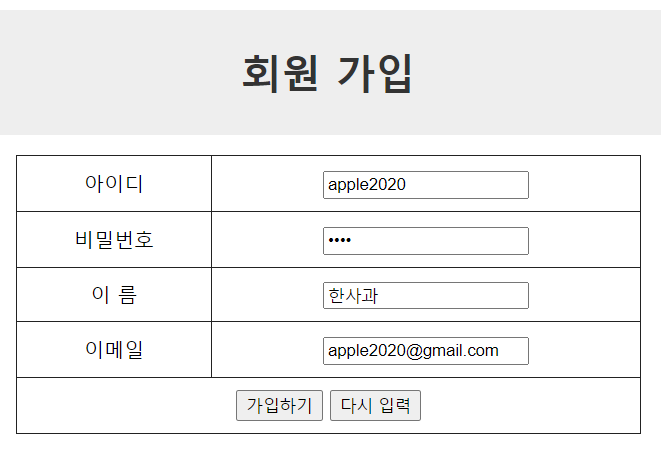 회원 가입
아이디 apple2020
비밀번호 ••••
이 름 한사과
이메일 apple2020@gmail.com
가입하기 다시 입력